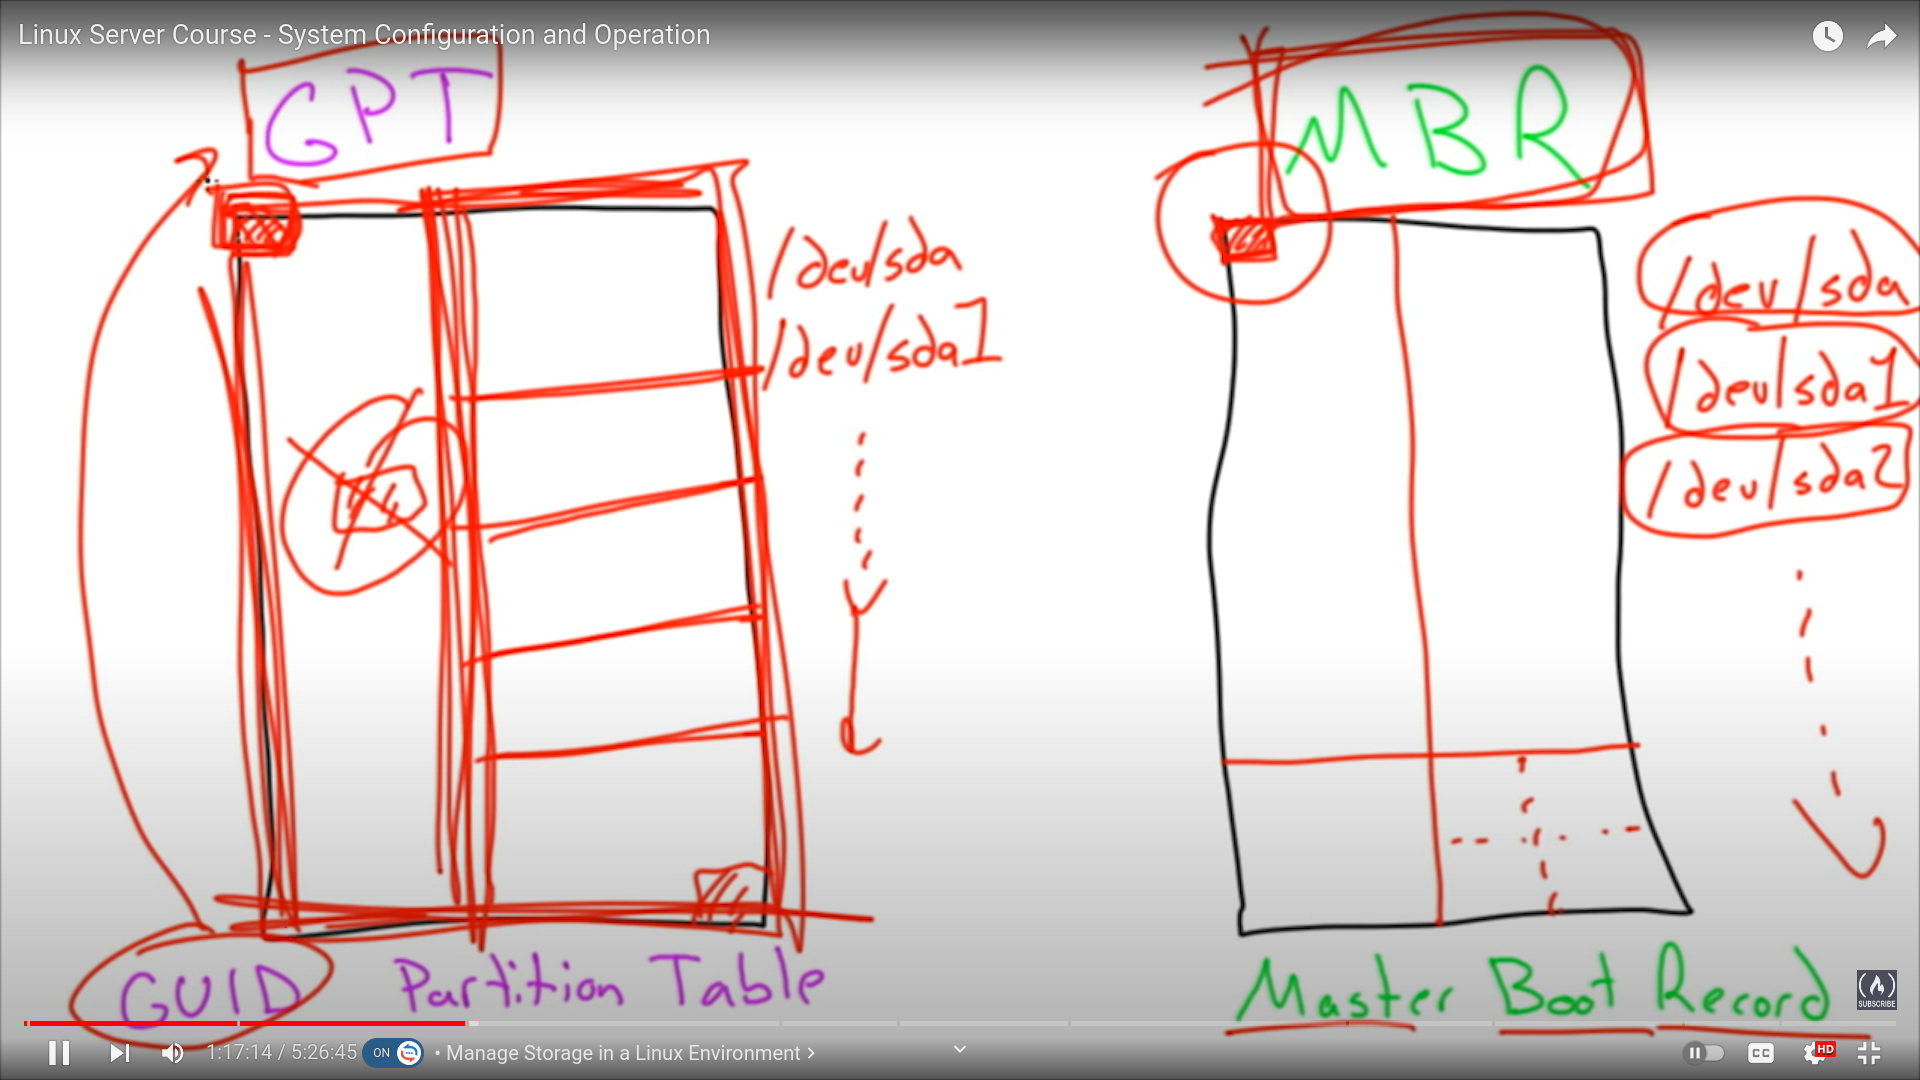 Linux Server Course - System Configuration and Operation
GPT
MBR
/dev/sda
/dev/sda1
/dev/sda
/dev/sda1
/dev/sda2
GUID Partition Table
Master Boot Record
SUBSCRIBE
1:17:14 / 5:26:45
ON
• Manage Storage in a Linux Environment >
CC
HD